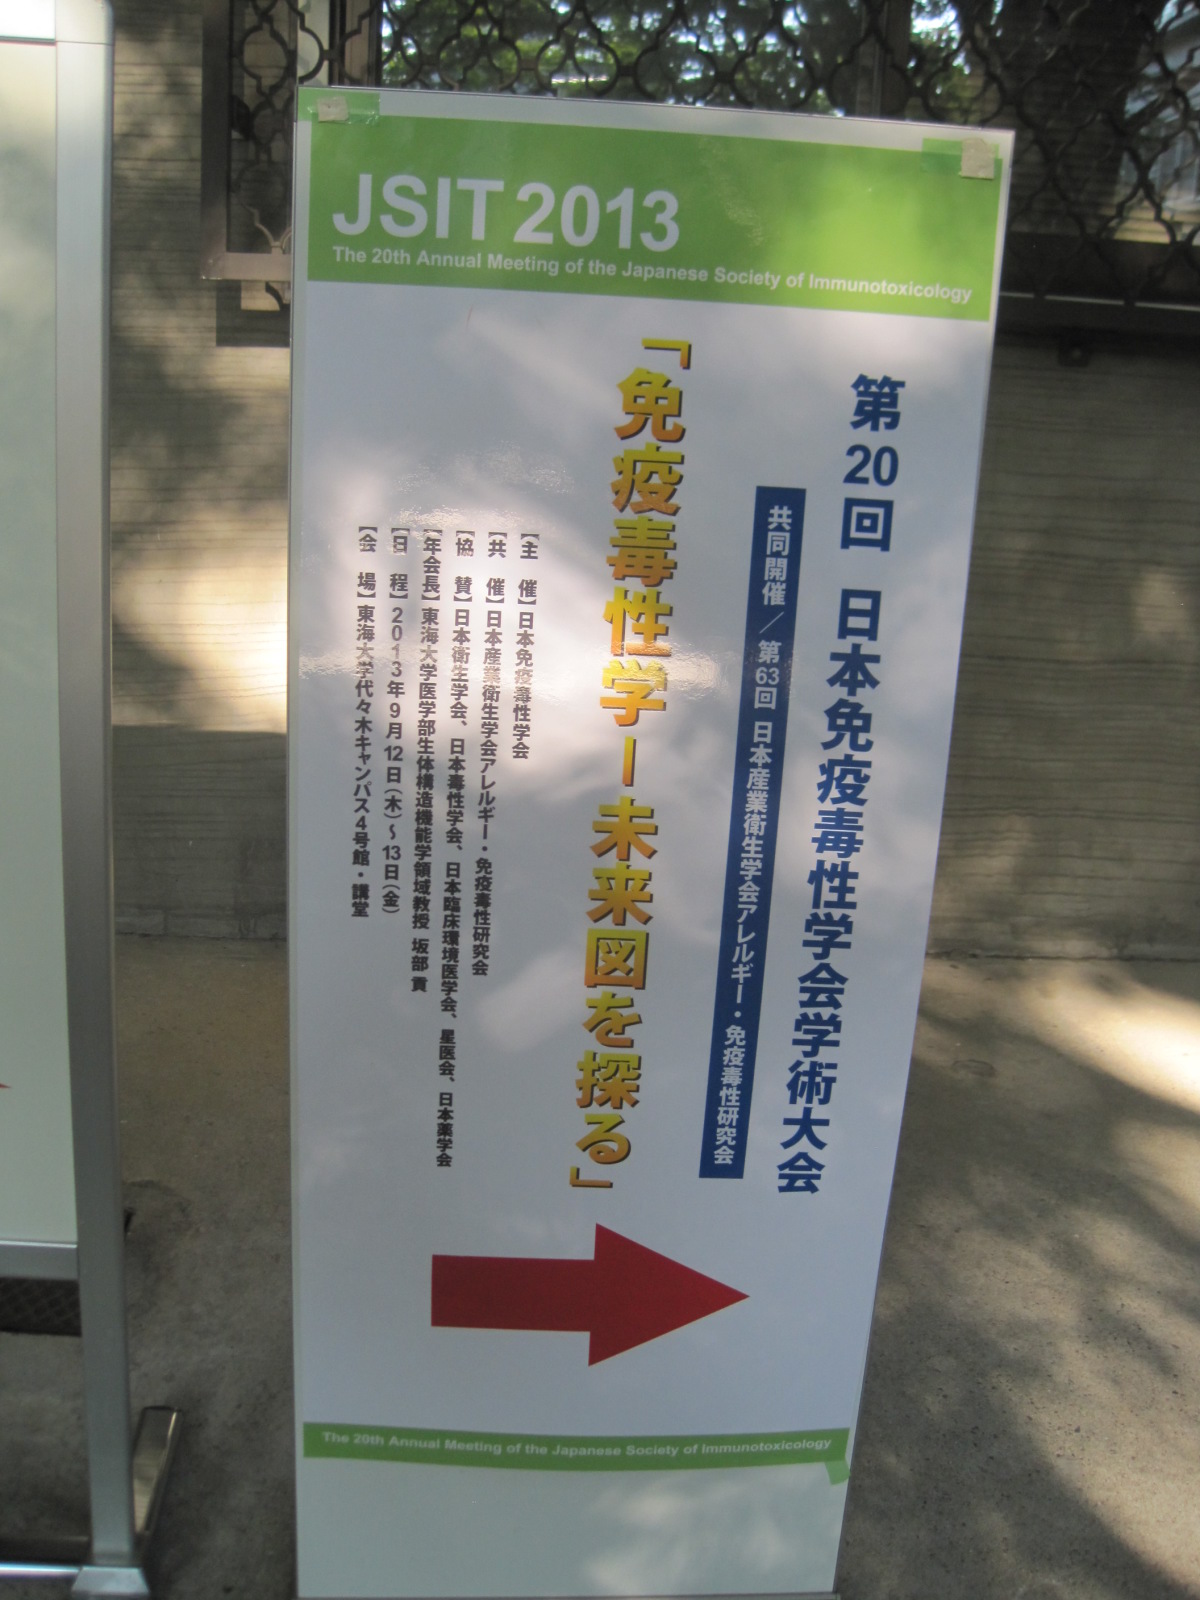 JSIT 2013
The 20th Annual Meeting of the Japanese Society of Immunotoxicology
第20回 日本免疫毒性学会学術大会
共同開催／第63回 日本産業衛生学会アレルギー・免疫毒性研究会
「免疫毒性学ー未来図を探る」
【主 催】日本免疫毒性学会
【共 催】日本産業衛生学会アレルギー・免疫毒性研究会
【協 賛】日本衛生学会、日本毒性学会、日本臨床環境医学会、星医会、日本薬学会
【年会長】東海大学医学部生体構造機能学領域教授 坂部 貢
【日 程】2013年9月12日(木)～13日(金)
【会 場】東海大学代々木キャンパス4号館・講堂
The 20th Annual Meeting of the Japanese Society of Immunotoxicology